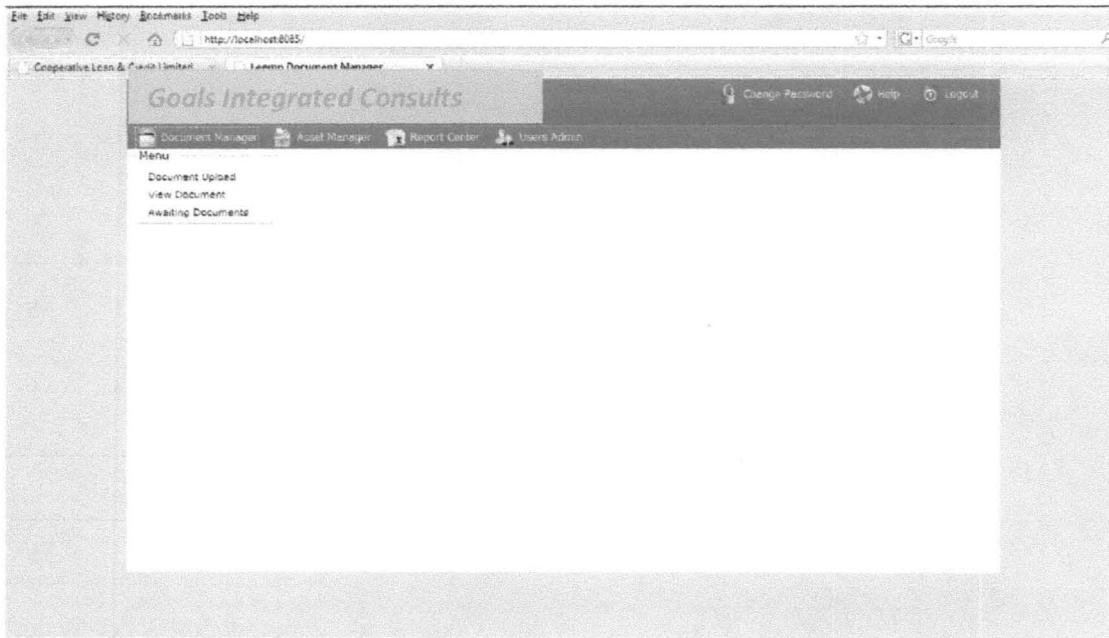 File Edit View History Bookmarks Tools Help
http://localhost:8085/ Google
Cooperative Loan & Credit Limited Leemp Document Manager
Goals Integrated Consults
Change Password Help Logout
Document Manager Asset Manager Report Center Users Admin
Menu
Document Upload
View Document
Awaiting Documents